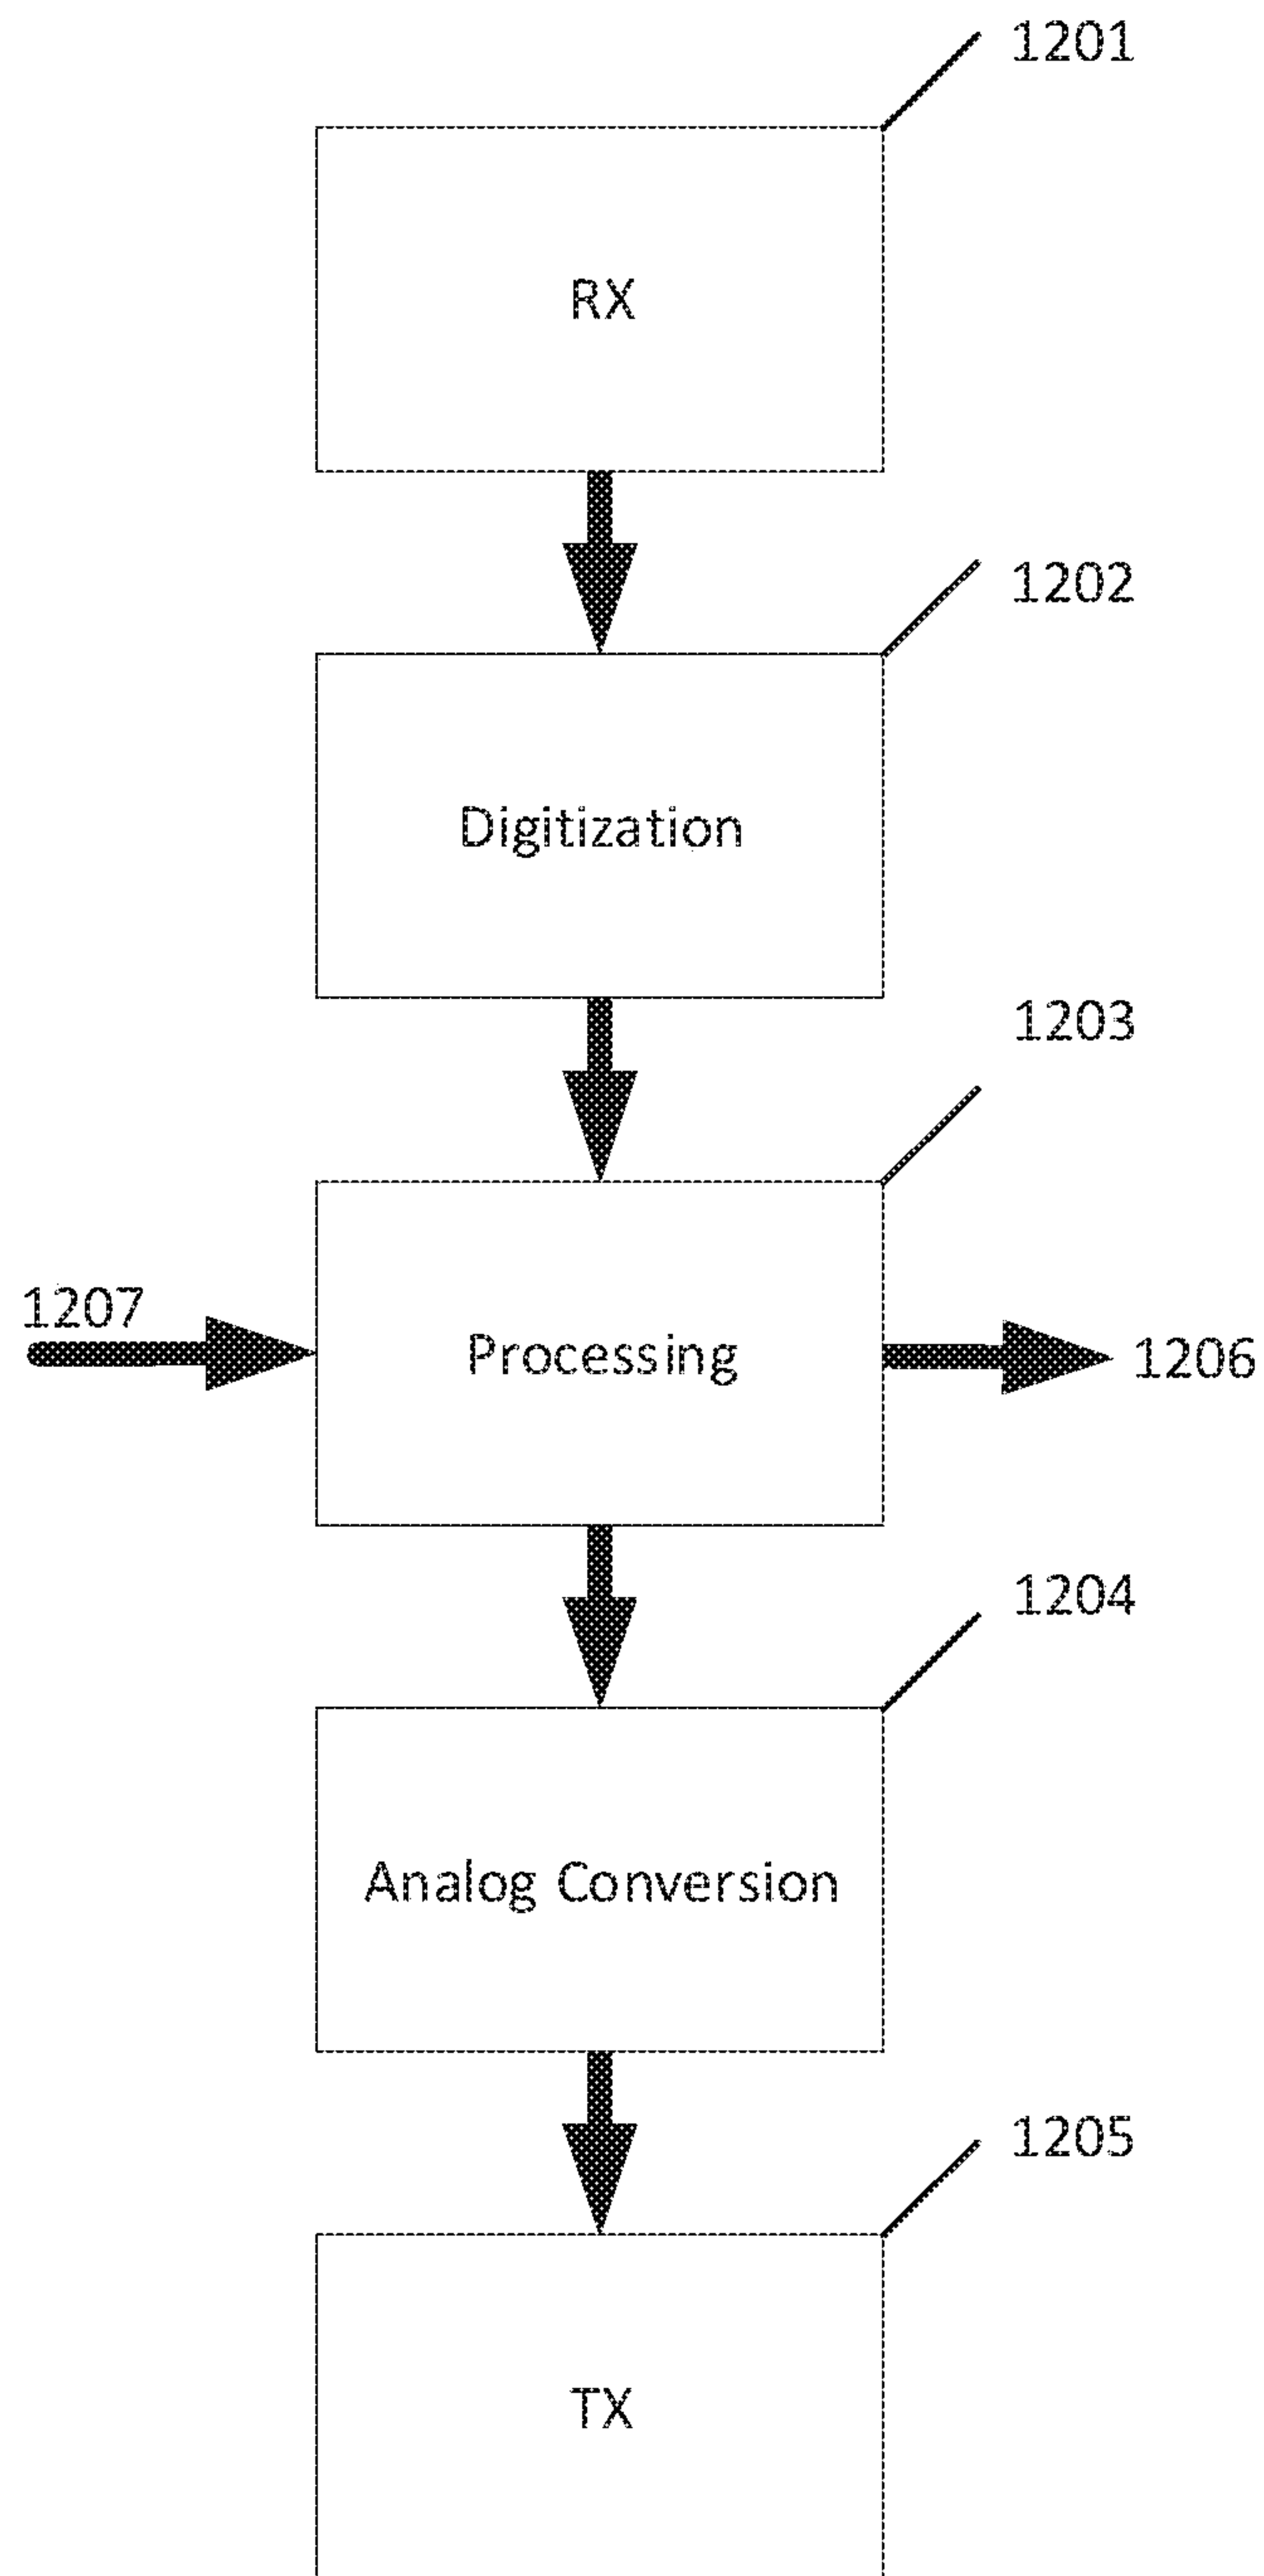 1201
RX
1202
Digitization
1203
1207
Processing
1206
1204
Analog Conversion
1205
TX